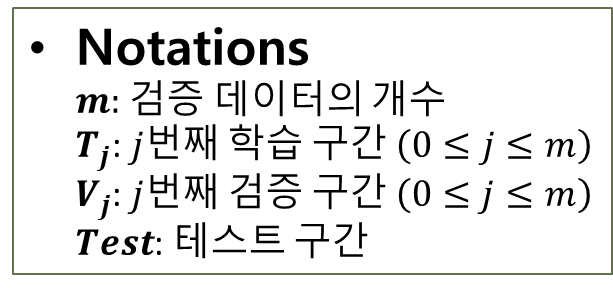 • Notations
m: 검증 데이터의 개수
T_j: j번째 학습 구간 (0 ≤ j ≤ m)
V_j: j번째 검증 구간 (0 ≤ j ≤ m)
Test: 테스트 구간